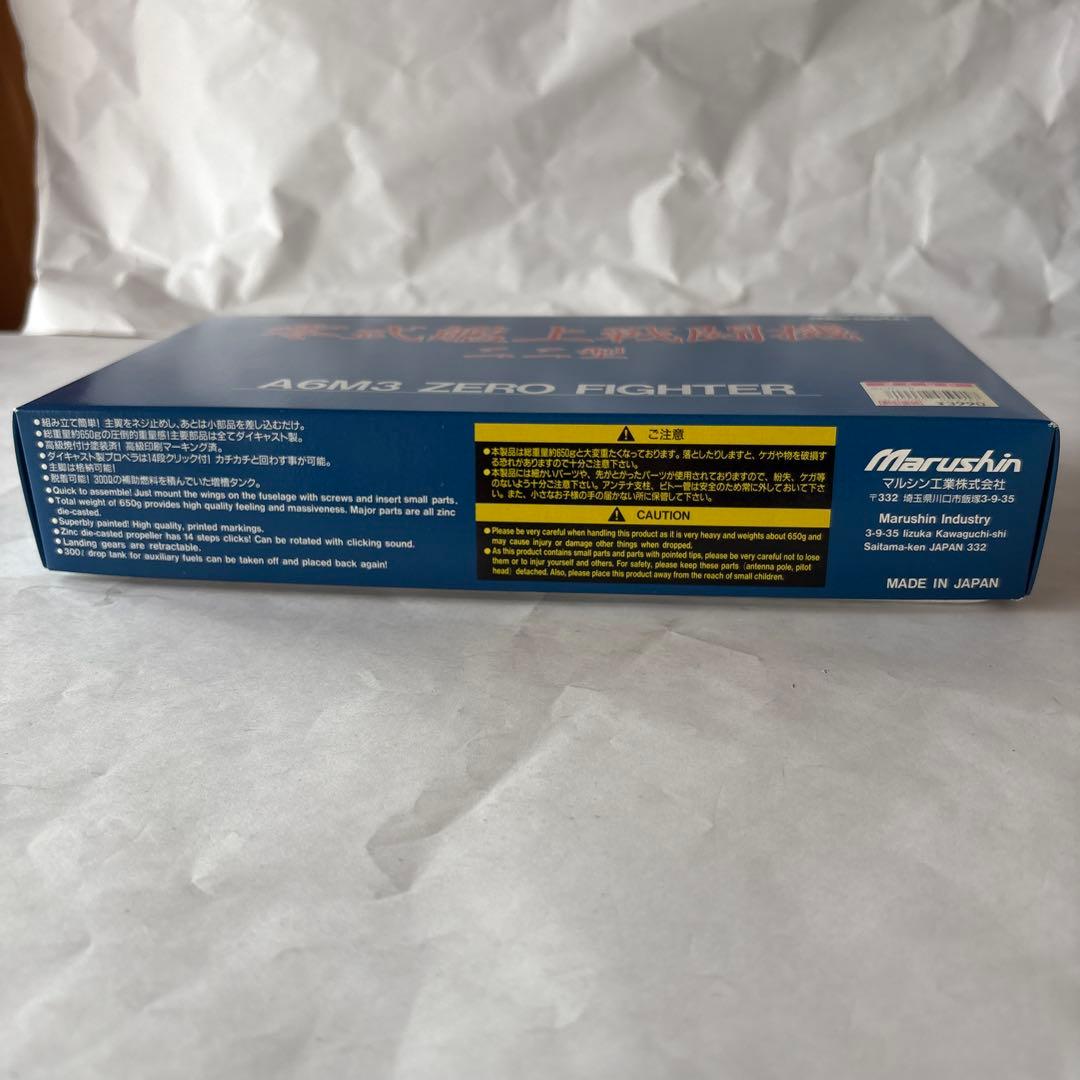 零式艦上戦闘機
二二型
A6M3 ZERO FIGHTER
¥3990
●組み立て簡単! 主翼をネジ止めし、あとは小部品を差し込むだけ。
●総重量約650gの圧倒的重量感!主要部品は全てダイキャスト製。
●高級焼付け塗装済! 高級印刷マーキング済。
●ダイキャスト製プロペラは14段クリック付! カチカチと回わす事が可能。
●主脚は格納可能!
●脱着可能! 300ℓの補助燃料を積んでいた増槽タンク。
●Quick to assemble! Just mount the wings on the fuselage with screws and insert small parts.
●Total weight of 650g provides high quality feeling and massiveness. Major parts are all zinc
die-casted.
●Superbly painted! High quality, printed markings.
●Zinc die-casted propeller has 14 steps clicks! Can be rotated with clicking sound.
●Landing gears are retractable.
●300ℓ drop tank for auxiliary fuels can be taken off and placed back again!
⚠ ご注意
●本製品は総重量約650gと大変重たくなっております。落としたりしますと、ケガや物を破損す
る恐れがありますので十分ご注意下さい。
●本製品には細かいパーツや、先がとがったパーツが使用されておりますので、紛失、ケガ等
のないよう十分ご注意下さい。アンテナ支柱、ピトー管は安全のため常に外しておいて下さ
い。また、小さなお子様の手の届かない所に保管して下さい。
⚠ CAUTION
●Please be very careful when handling this product as it is very heavy and weights about 650g and
may cause injury or damage other things when dropped.
●As this product contains small parts and parts with pointed tips, please be very careful not to lose
them or to injur yourself and others. For safety, please keep these parts (antenna pole, pilot
head) detached. Also, please place this product away from the reach of small children.
Marushin
マルシン工業株式会社
〒332 埼玉県川口市飯塚3-9-35
Marushin Industry
3-9-35 Iizuka Kawaguchi-shi
Saitama-ken JAPAN 332
MADE IN JAPAN